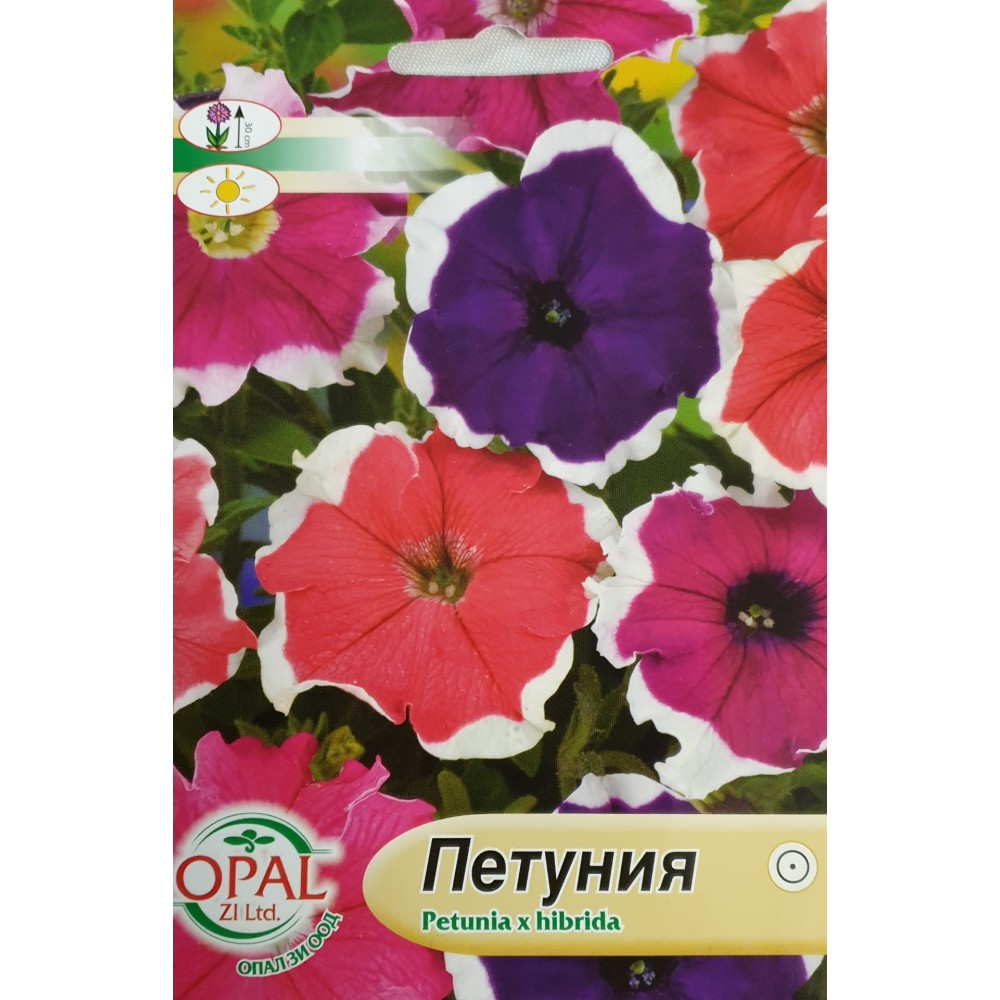 30 cm
OPAL
ZI Ltd.
ОПАЛ ЗИ ООД
Петуния
Petunia x hibrida